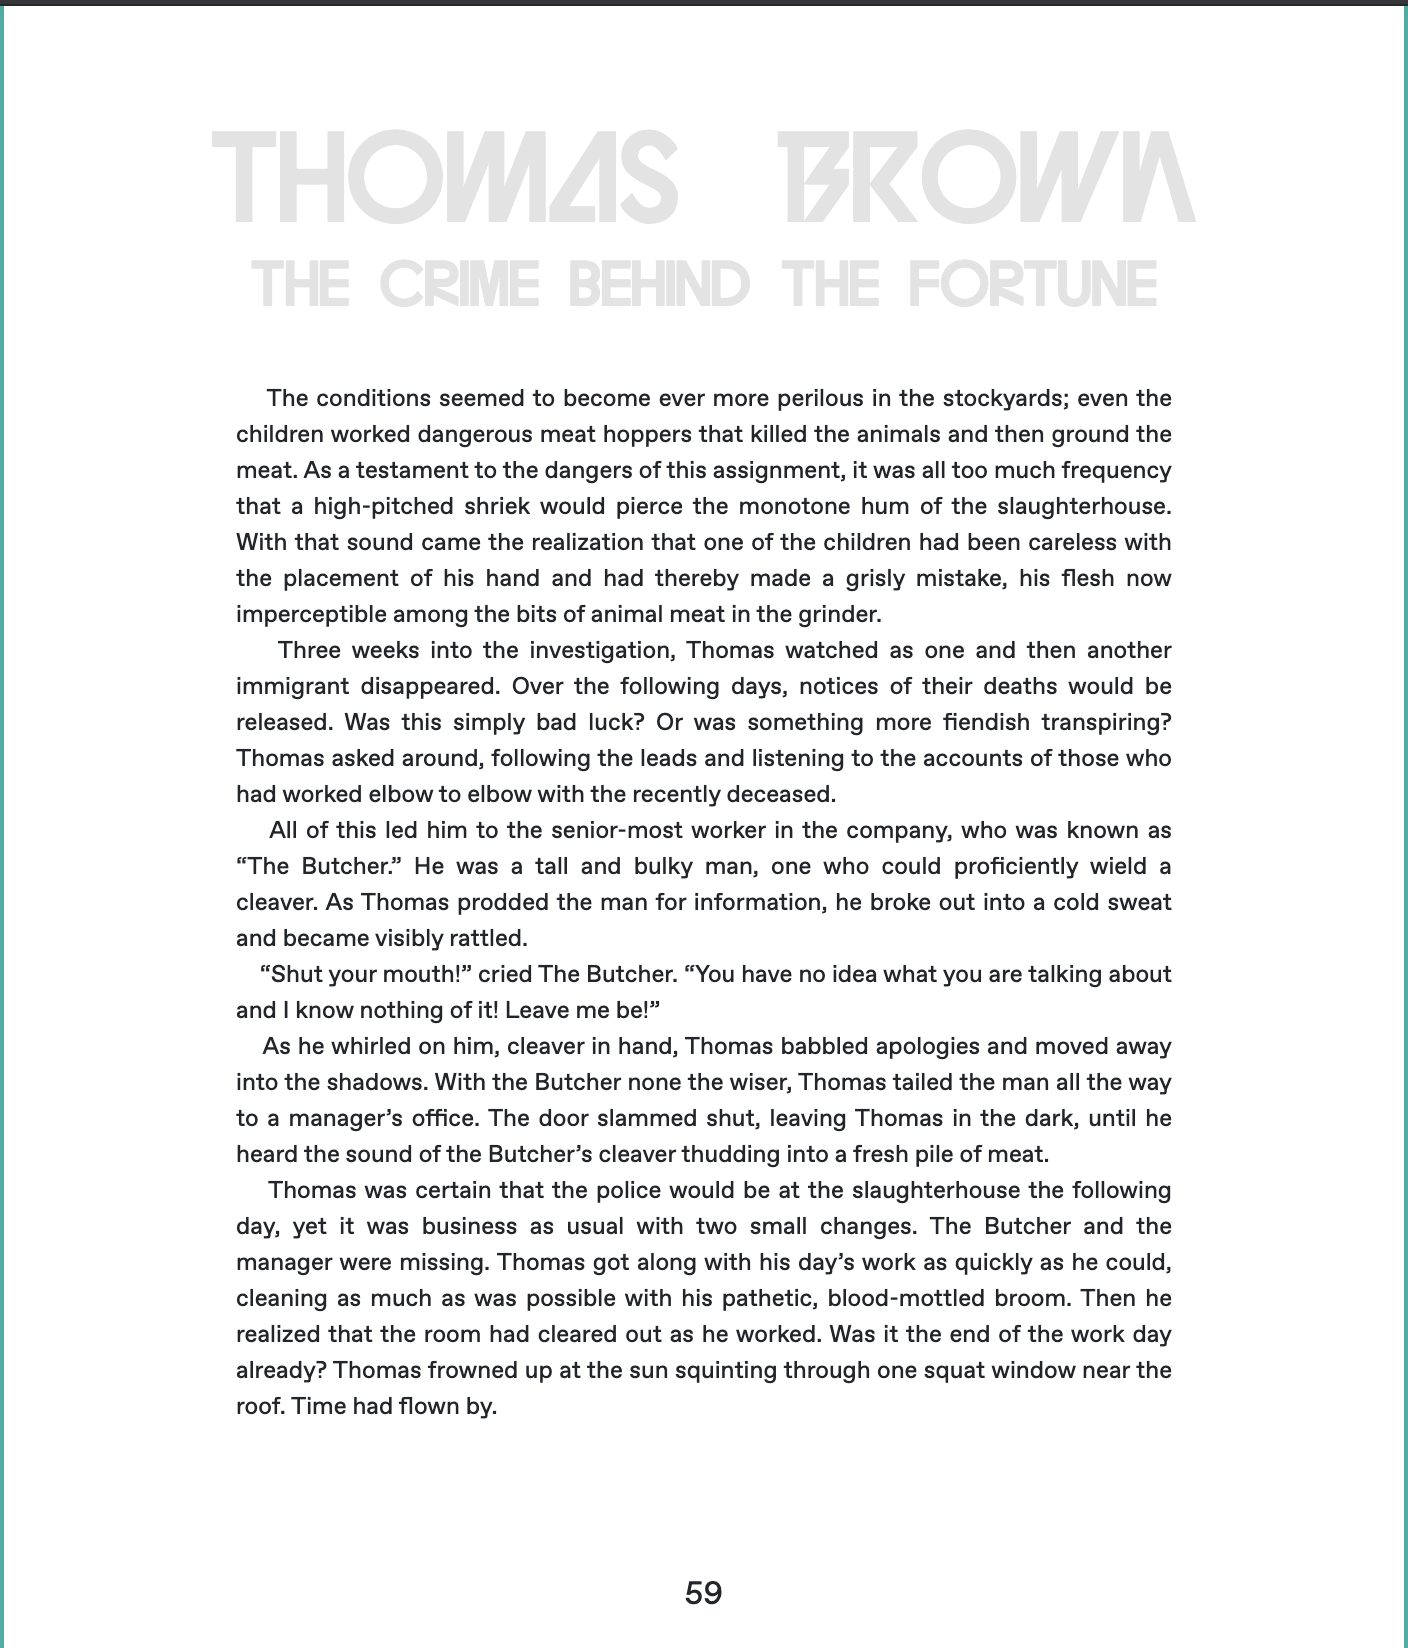 THOMAS BROWN
THE CRIME BEHIND THE FORTUNE
The conditions seemed to become ever more perilous in the stockyards; even the
children worked dangerous meat hoppers that killed the animals and then ground the
meat. As a testament to the dangers of this assignment, it was all too much frequency
that a high-pitched shriek would pierce the monotone hum of the slaughterhouse.
With that sound came the realization that one of the children had been careless with
the placement of his hand and had thereby made a grisly mistake, his flesh now
imperceptible among the bits of animal meat in the grinder.
Three weeks into the investigation, Thomas watched as one and then another
immigrant disappeared. Over the following days, notices of their deaths would be
released. Was this simply bad luck? Or was something more fiendish transpiring?
Thomas asked around, following the leads and listening to the accounts of those who
had worked elbow to elbow with the recently deceased.
All of this led him to the senior-most worker in the company, who was known as
“The Butcher.” He was a tall and bulky man, one who could proficiently wield a
cleaver. As Thomas prodded the man for information, he broke out into a cold sweat
and became visibly rattled.
“Shut your mouth!” cried The Butcher. “You have no idea what you are talking about
and I know nothing of it! Leave me be!”
As he whirled on him, cleaver in hand, Thomas babbled apologies and moved away
into the shadows. With the Butcher none the wiser, Thomas tailed the man all the way
to a manager’s office. The door slammed shut, leaving Thomas in the dark, until he
heard the sound of the Butcher’s cleaver thudding into a fresh pile of meat.
Thomas was certain that the police would be at the slaughterhouse the following
day, yet it was business as usual with two small changes. The Butcher and the
manager were missing. Thomas got along with his day’s work as quickly as he could,
cleaning as much as was possible with his pathetic, blood-mottled broom. Then he
realized that the room had cleared out as he worked. Was it the end of the work day
already? Thomas frowned up at the sun squinting through one squat window near the
roof. Time had flown by.
59